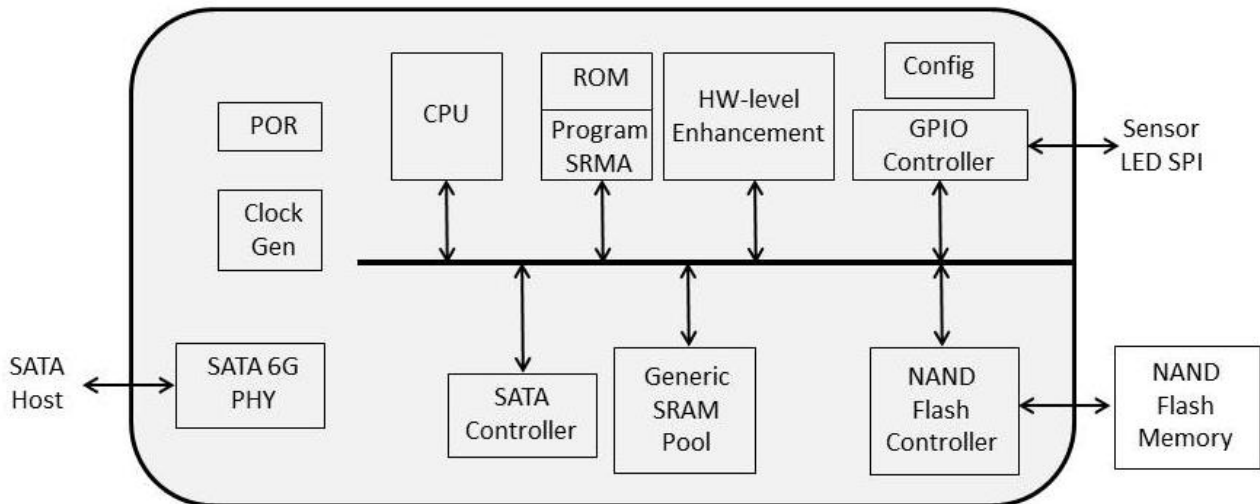 POR
Clock
Gen
CPU
ROM
Program
SRMA
HW-level
Enhancement
Config
GPIO
Controller
Sensor
LED SPI
SATA
Host
SATA 6G
PHY
SATA
Controller
Generic
SRAM
Pool
NAND
Flash
Controller
NAND
Flash
Memory